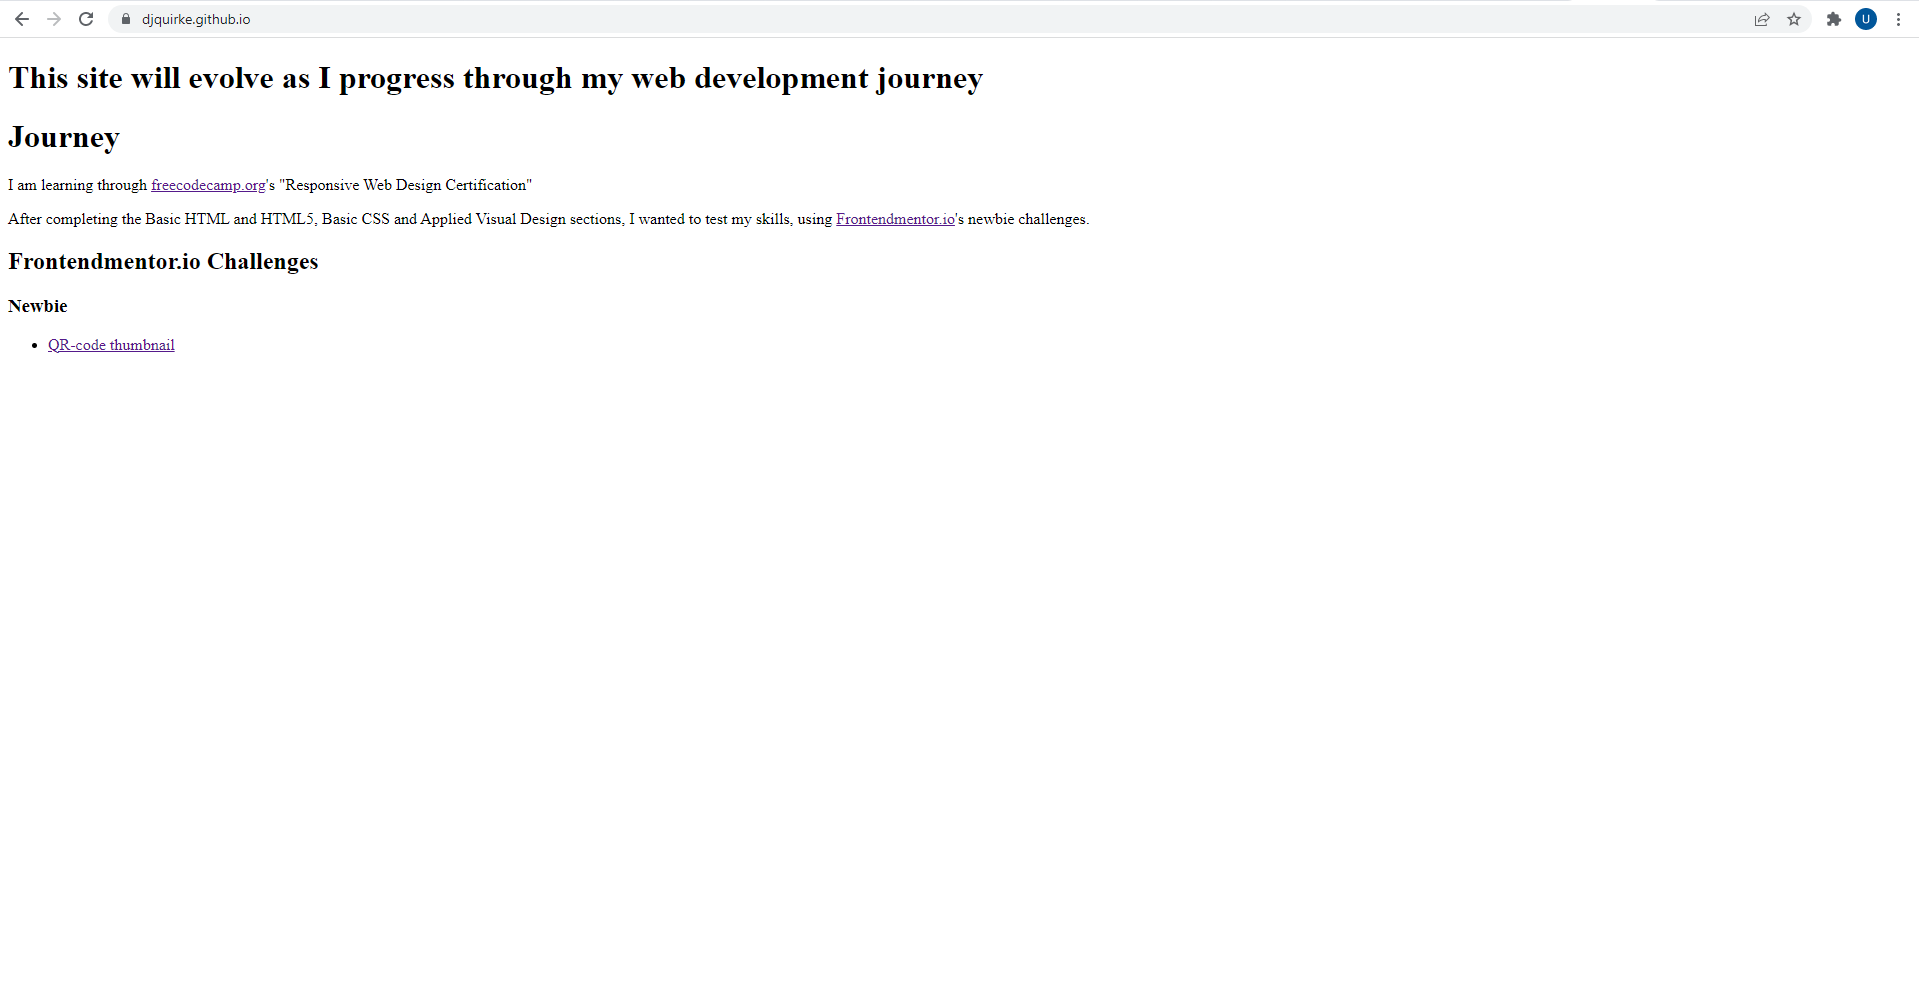 djquirke.github.io
U
This site will evolve as I progress through my web development journey
Journey
I am learning through freecodecamp.org's "Responsive Web Design Certification"
After completing the Basic HTML and HTML5, Basic CSS and Applied Visual Design sections, I wanted to test my skills, using Frontendmentor.io's newbie challenges.
Frontendmentor.io Challenges
Newbie
• QR-code thumbnail